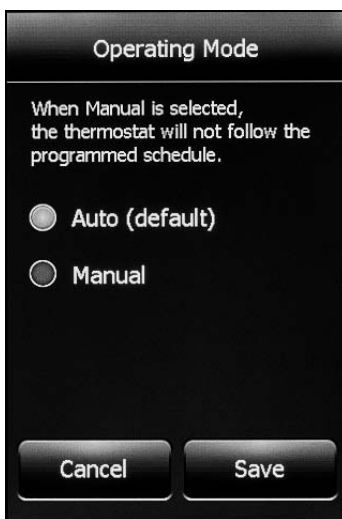 Operating Mode
When Manual is selected,
the thermostat will not follow the
programmed schedule.
Auto (default)
Manual
Cancel
Save